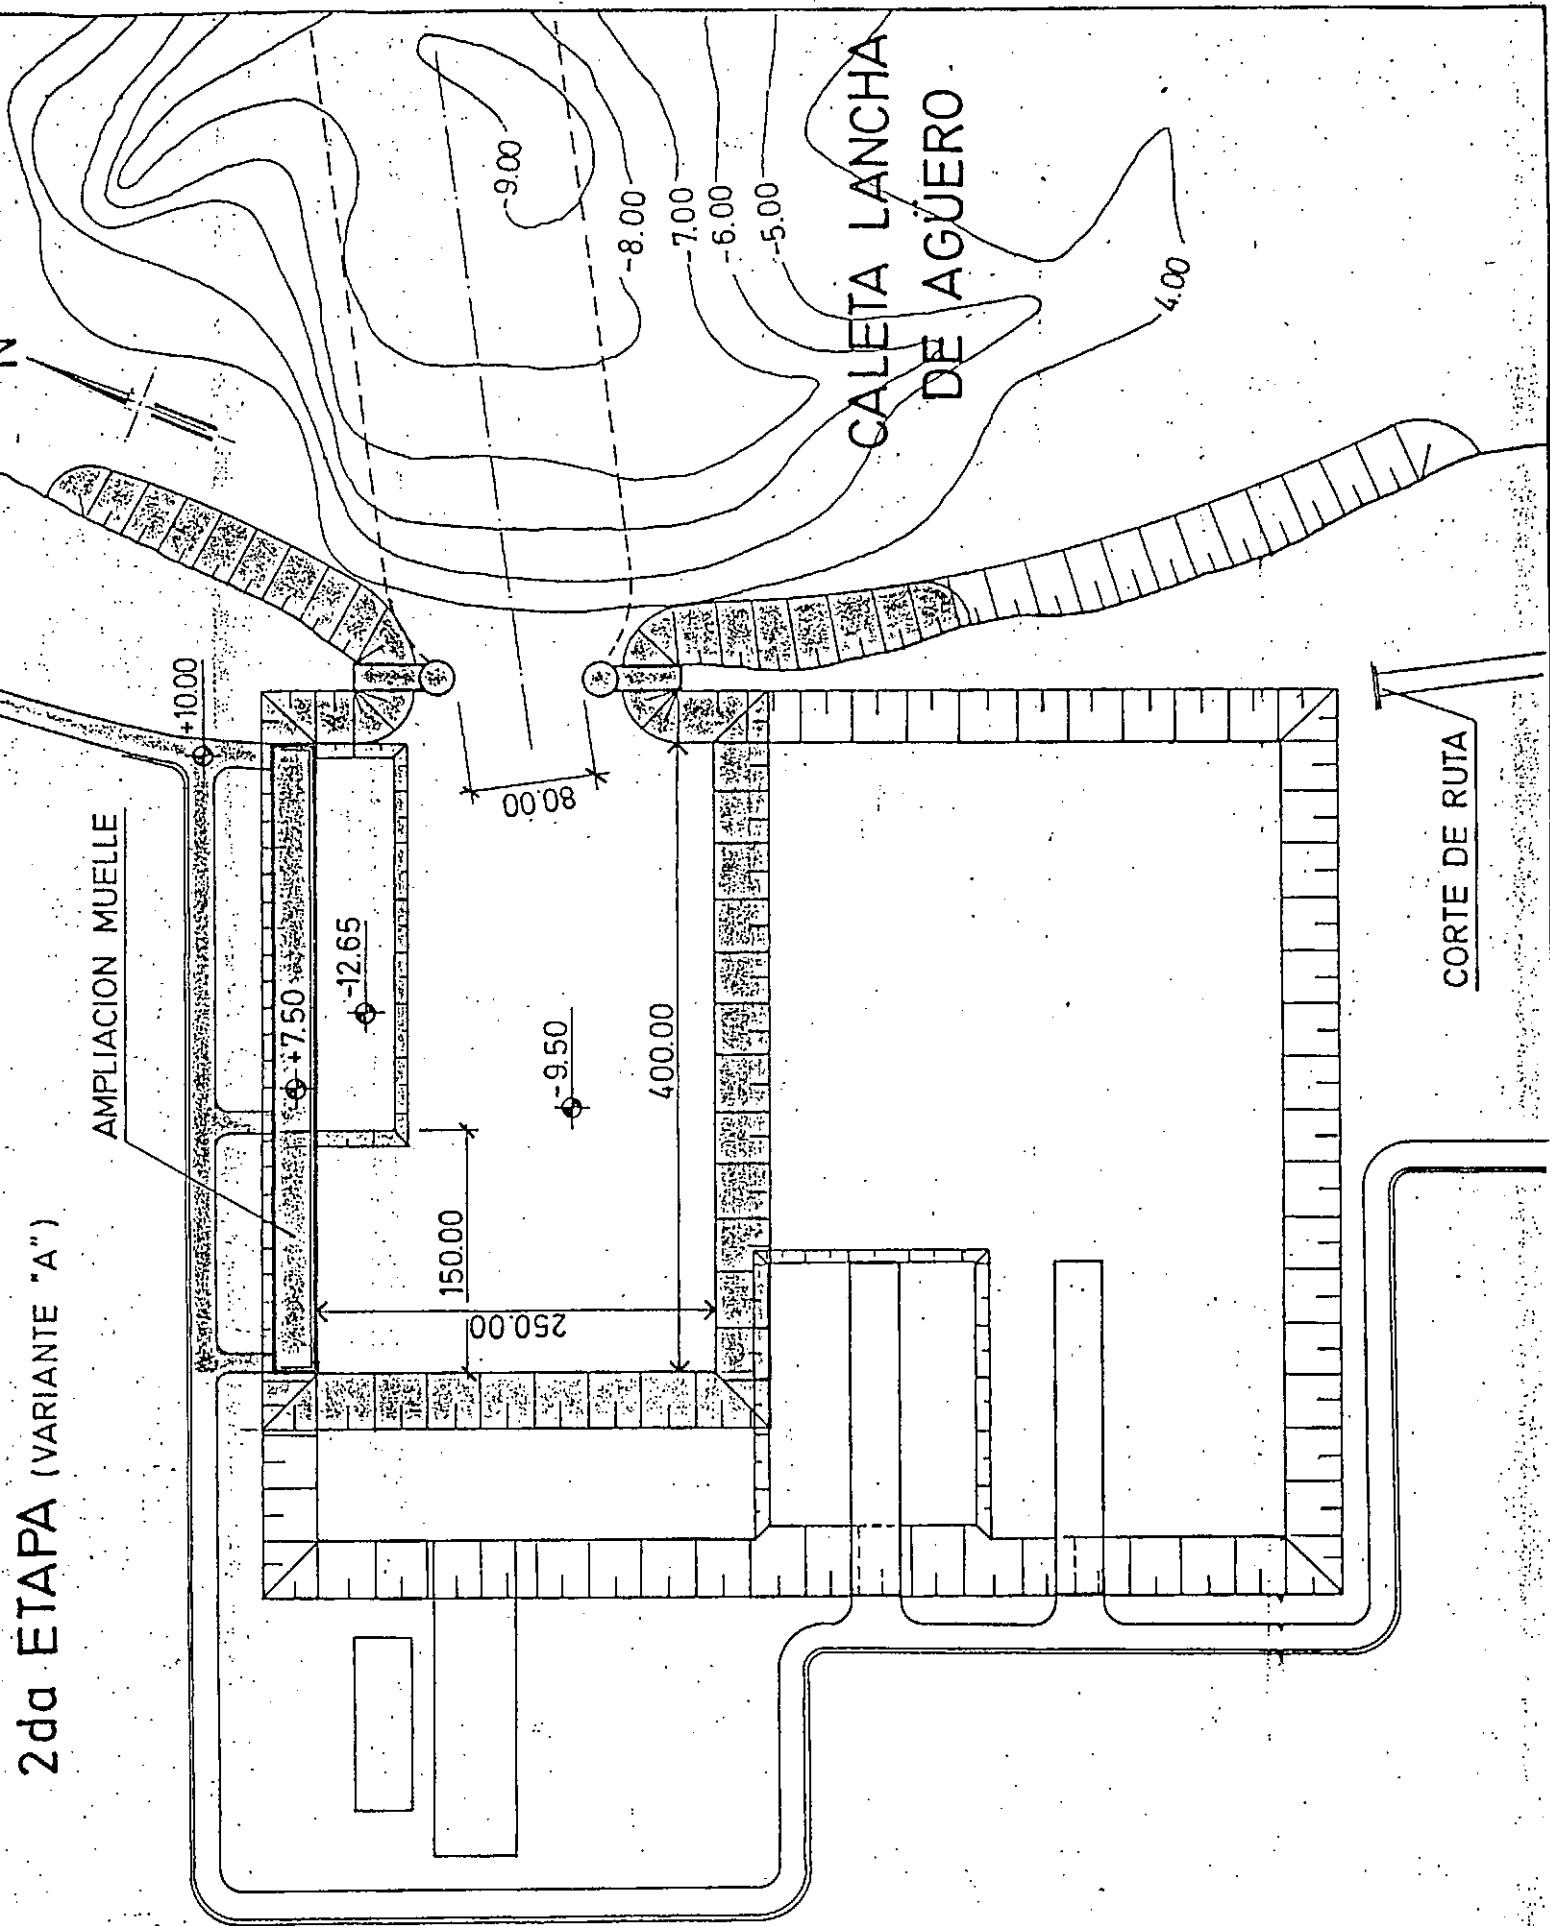 2da ETAPA (VARIANTE "A")
AMPLIACION MUELLE
N
+10.00
+7.50
-12.65
-9.50
150.00
250.00
400.00
80.00
-9.00
-8.00
-7.00
-6.00
-5.00
4.00
CALETA LANCHA
DE AGÜERO
CORTE DE RUTA